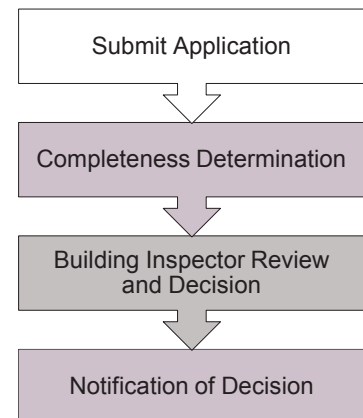 Submit Application
Completeness Determination
Building Inspector Review
and Decision
Notification of Decision